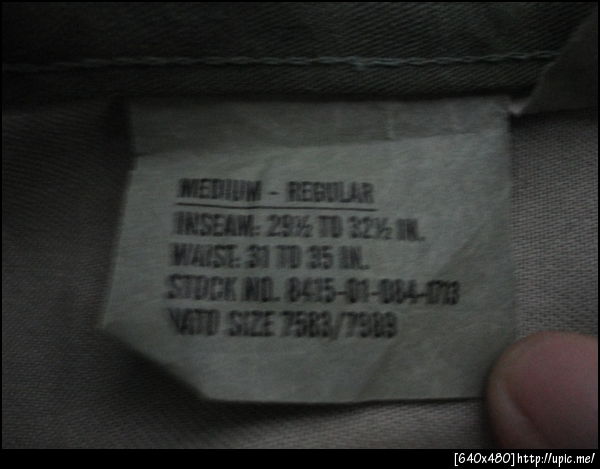 MEDIUM - REGULAR
INSEAM: 29½ TO 32½ IN.
WAIST: 31 TO 35 IN.
STOCK NO. 8415-01-084-1713
NATO SIZE 7583/7989
[640x480]http://upic.me/